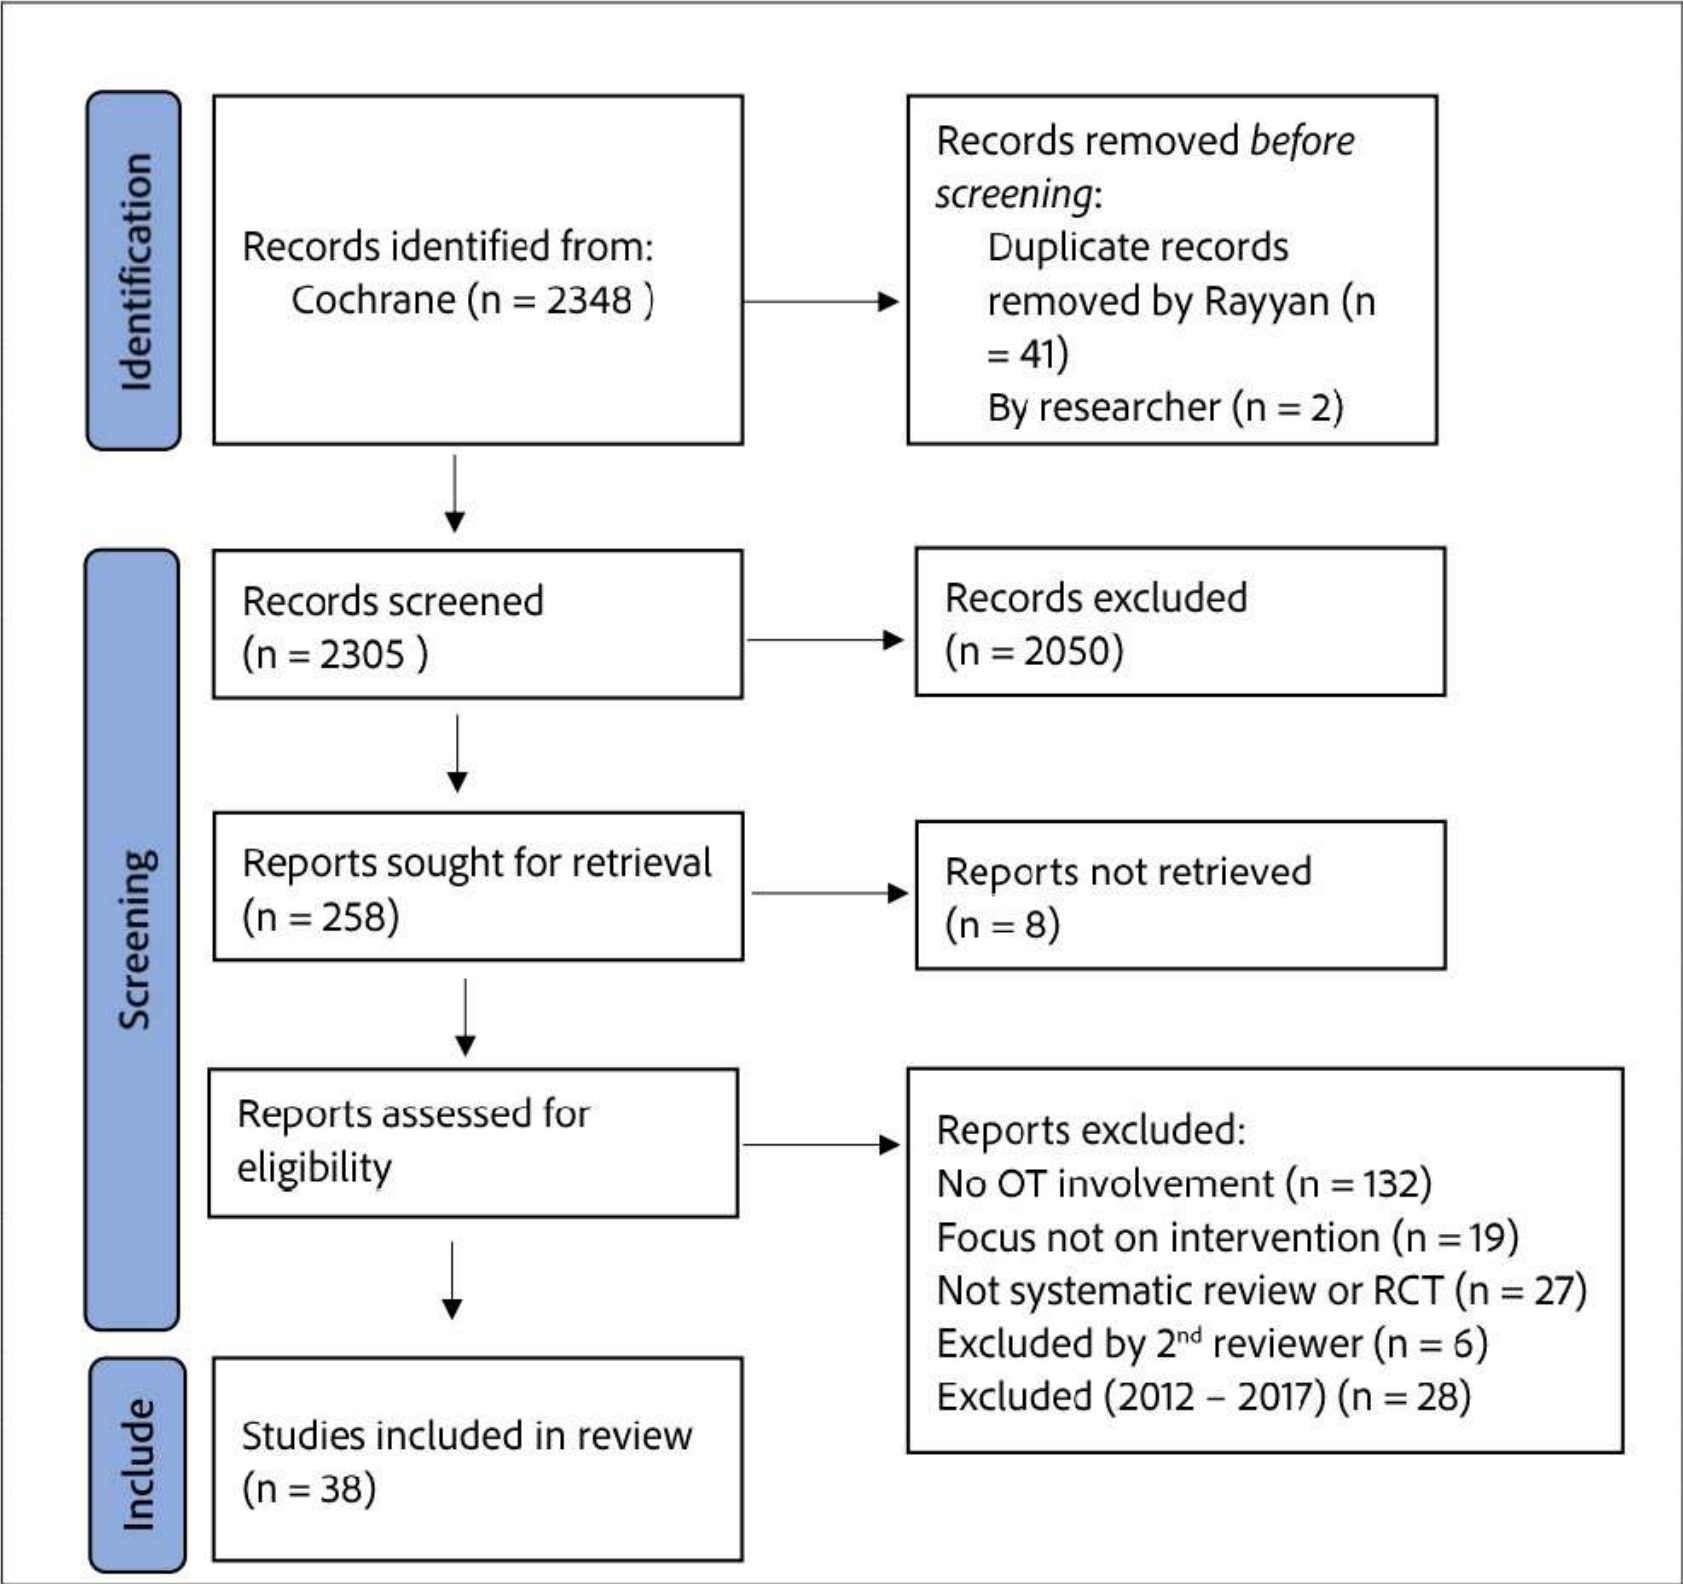 Identification
Records identified from:
Cochrane (n = 2348 )
Records removed before
screening:
Duplicate records
removed by Rayyan (n
= 41)
By researcher (n = 2)
Screening
Records screened
(n = 2305 )
Records excluded
(n = 2050)
Reports sought for retrieval
(n = 258)
Reports not retrieved
(n = 8)
Reports assessed for
eligibility
Reports excluded:
No OT involvement (n = 132)
Focus not on intervention (n = 19)
Not systematic review or RCT (n = 27)
Excluded by 2nd reviewer (n = 6)
Excluded (2012 – 2017) (n = 28)
Include
Studies included in review
(n = 38)